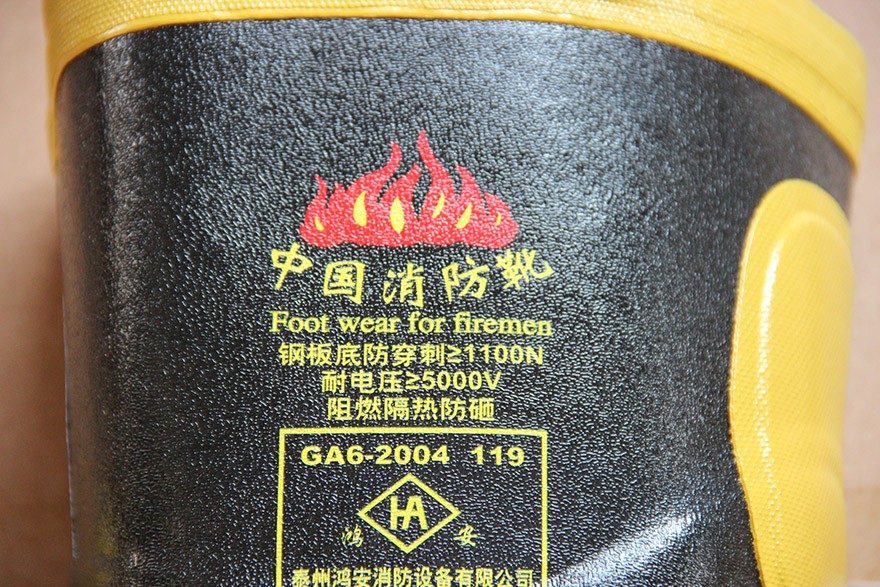 中国消防靴
Foot wear for firemen
钢板底防穿刺≥1100N
耐电压≥5000V
阻燃隔热防砸
GA6-2004 119
HA
鸿 安
泰州鸿安消防设备有限公司